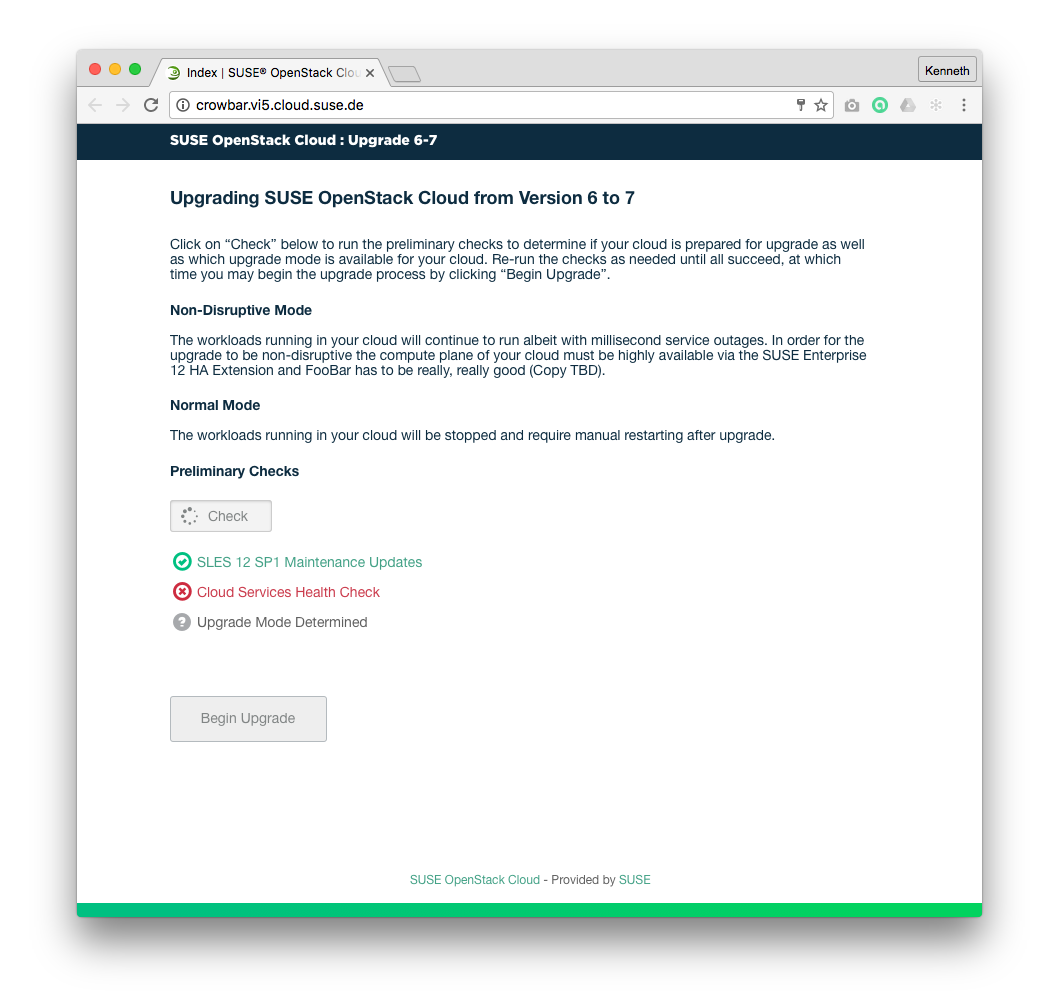 Index | SUSE® OpenStack Clou
Kenneth
crowbar.vi5.cloud.suse.de
SUSE OpenStack Cloud : Upgrade 6-7
Upgrading SUSE OpenStack Cloud from Version 6 to 7
Click on “Check” below to run the preliminary checks to determine if your cloud is prepared for upgrade as well
as which upgrade mode is available for your cloud. Re-run the checks as needed until all succeed, at which
time you may begin the upgrade process by clicking “Begin Upgrade”.
Non-Disruptive Mode
The workloads running in your cloud will continue to run albeit with millisecond service outages. In order for the
upgrade to be non-disruptive the compute plane of your cloud must be highly available via the SUSE Enterprise
12 HA Extension and FooBar has to be really, really good (Copy TBD).
Normal Mode
The workloads running in your cloud will be stopped and require manual restarting after upgrade.
Preliminary Checks
Check
SLES 12 SP1 Maintenance Updates
Cloud Services Health Check
Upgrade Mode Determined
Begin Upgrade
SUSE OpenStack Cloud - Provided by SUSE